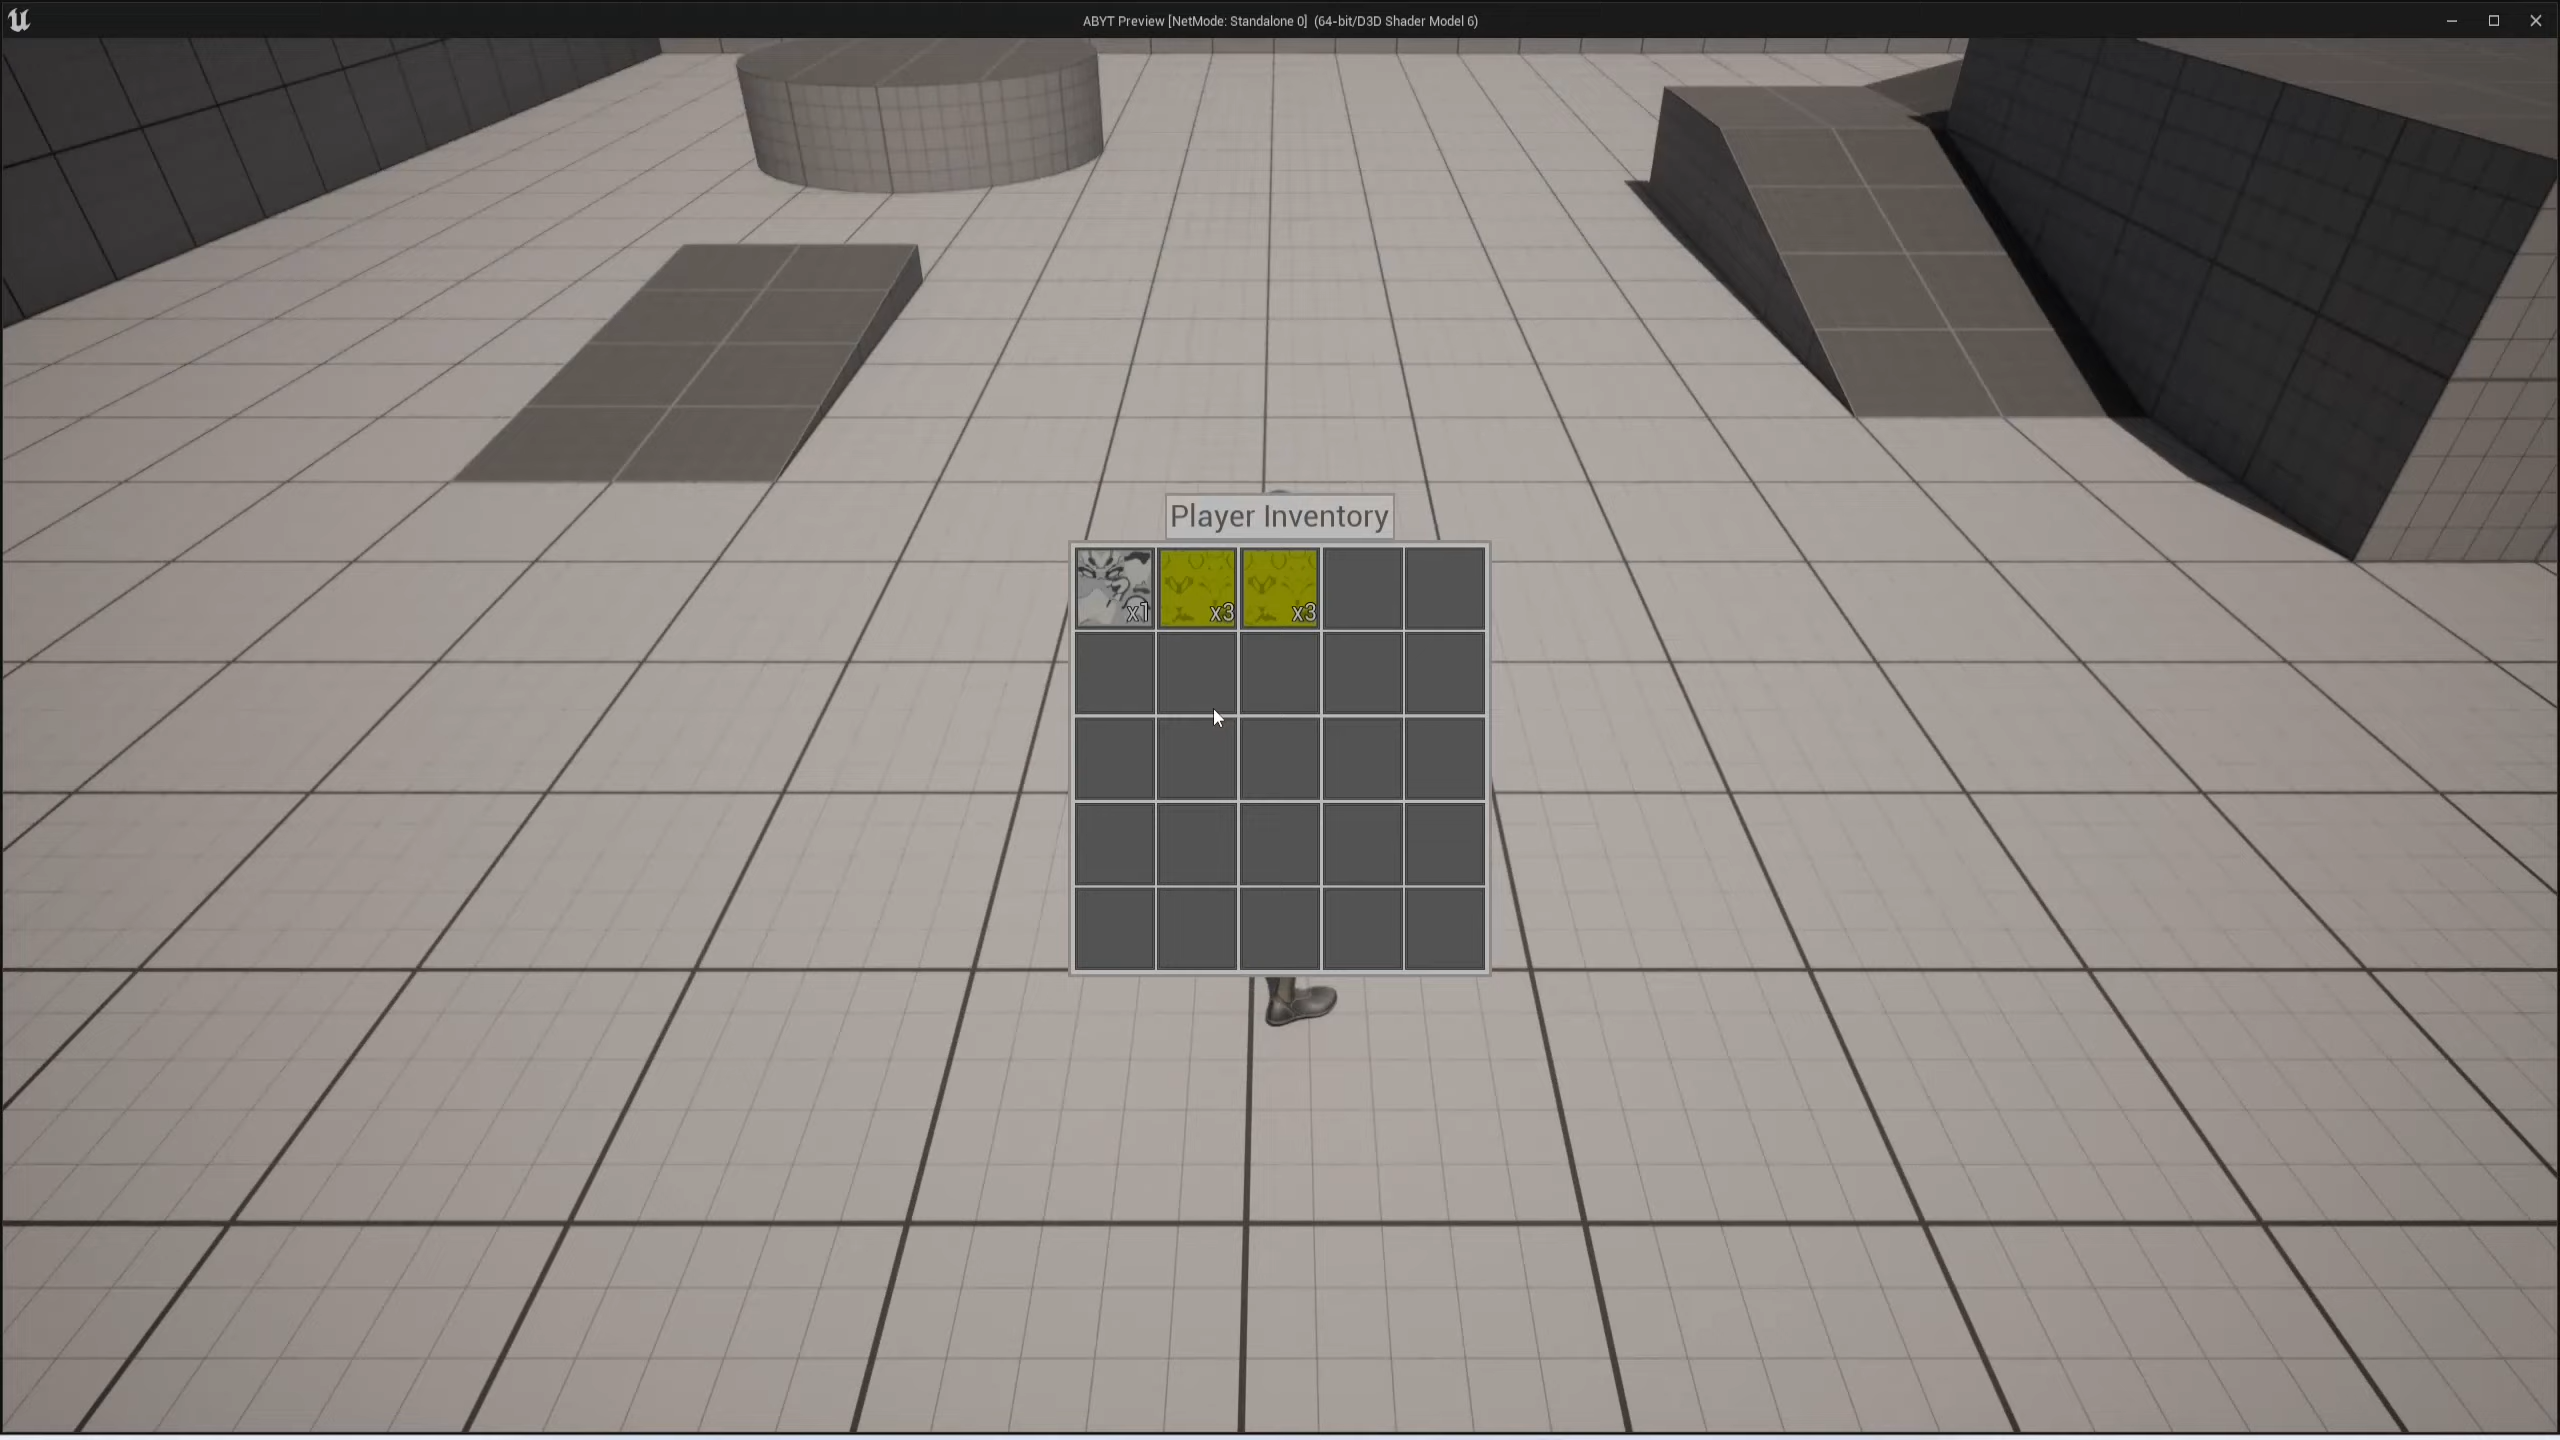 ABYT Preview [NetMode: Standalone 0] (64-bit/D3D Shader Model 6)
Player Inventory
x1 x3 x3